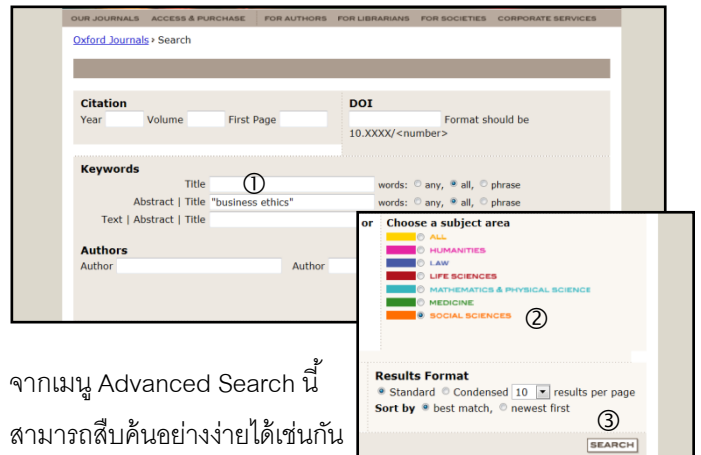 OUR JOURNALS ACCESS & PURCHASE FOR AUTHORS FOR LIBRARIANS FOR SOCIETIES CORPORATE SERVICES
Oxford Journals › Search
Citation
Year Volume First Page
DOI
Format should be
10.XXXX/<number>
Keywords
Title ① words: any, all, phrase
Abstract | Title "business ethics" words: any, all, phrase
Text | Abstract | Title
Authors
Author Author
or Choose a subject area
ALL
HUMANITIES
LAW
LIFE SCIENCES
MATHEMATICS & PHYSICAL SCIENCE
MEDICINE
SOCIAL SCIENCES ②
Results Format
Standard Condensed 10 results per page
Sort by best match, newest first
③
SEARCH
จากเมนู Advanced Search นี้
สามารถสืบค้นอย่างง่ายได้เช่นกัน